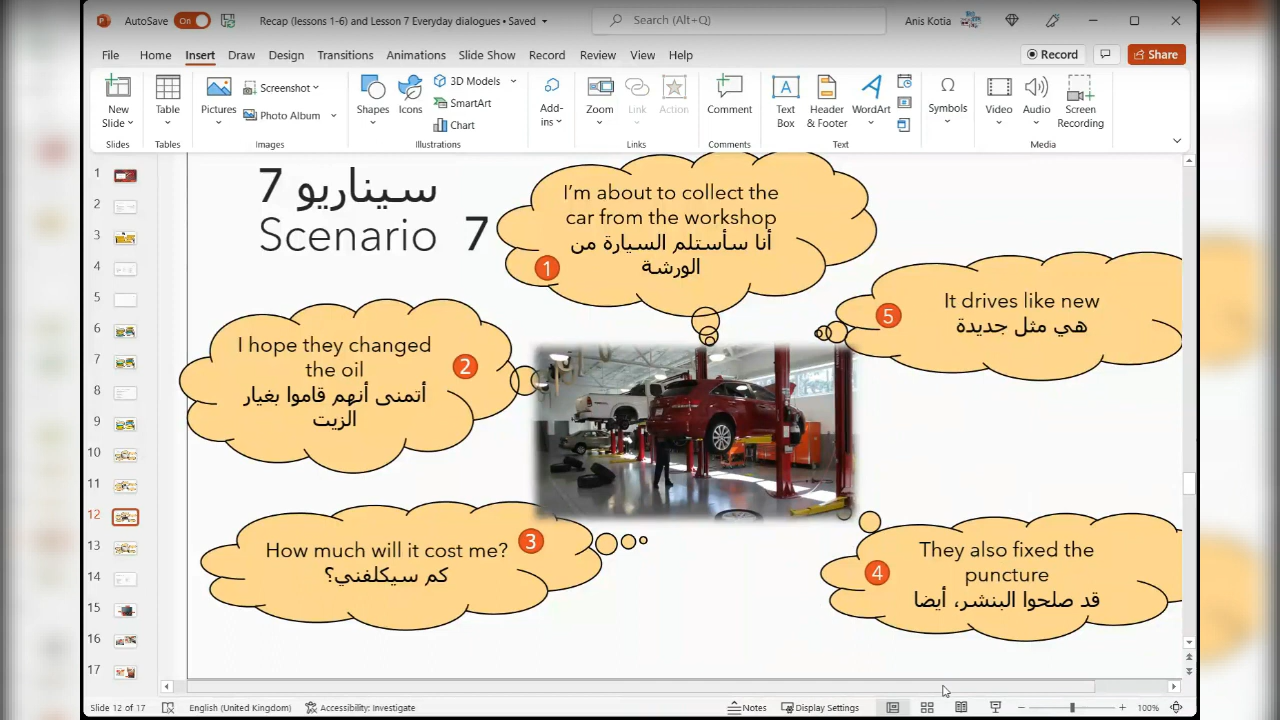 AutoSave
On
Recap (lessons 1-6) and Lesson 7 Everyday dialogues • Saved
Search (Alt+Q)
Anis Kotia
File Home Insert Draw Design Transitions Animations Slide Show Record Review View Help
Record
Share
New
Slide
Slides
Table
Tables
Pictures
Screenshot
Photo Album
Images
Shapes
Icons
3D Models
SmartArt
Chart
Illustrations
Add-
ins
Zoom
Link
Action
Links
Comment
Comments
Text
Box
Header
& Footer
WordArt
Text
Symbols
Video
Audio
Screen
Recording
Media
1
2
3
4
5
6
7
8
9
10
11
12
13
14
15
16
17
سيناريو 7
Scenario 7
I'm about to collect the
car from the workshop
أنا سأستلم السيارة من
الورشة
1
I hope they changed
the oil
أتمنى أنهم قاموا بغيار
الزيت
2
How much will it cost me?
كم سيكلفني؟
3
They also fixed the
puncture
قد صلحوا البنشر، أيضا
4
It drives like new
هي مثل جديدة
5
Slide 12 of 17
English (United Kingdom)
Accessibility: Investigate
Notes
Display Settings
100%